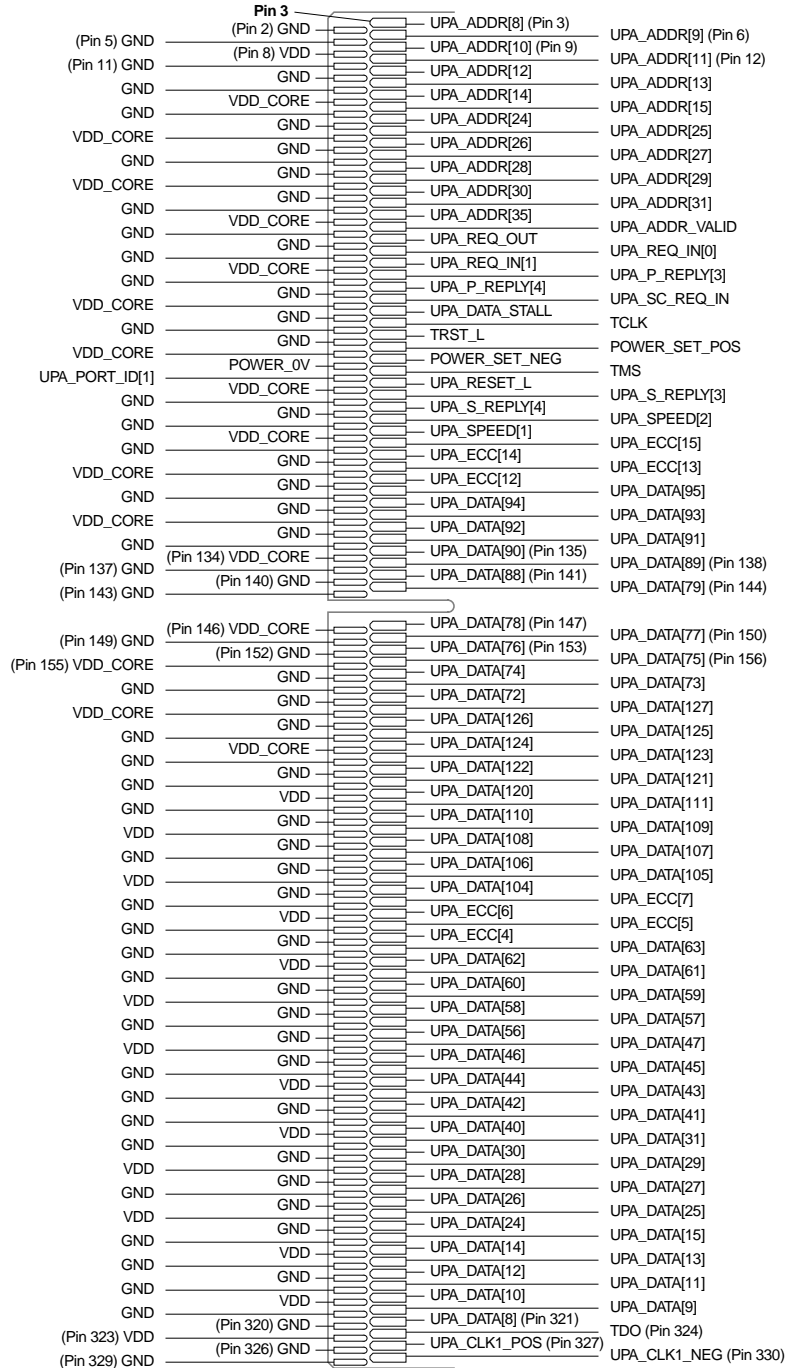 Pin 3
(Pin 2) GND UPA_ADDR[8] (Pin 3)
(Pin 5) GND UPA_ADDR[9] (Pin 6)
(Pin 8) VDD UPA_ADDR[10] (Pin 9)
(Pin 11) GND UPA_ADDR[11] (Pin 12)
GND UPA_ADDR[12]
GND UPA_ADDR[13]
VDD_CORE UPA_ADDR[14]
GND UPA_ADDR[15]
GND UPA_ADDR[24]
VDD_CORE UPA_ADDR[25]
GND UPA_ADDR[26]
GND UPA_ADDR[27]
GND UPA_ADDR[28]
VDD_CORE UPA_ADDR[29]
GND UPA_ADDR[30]
GND UPA_ADDR[31]
VDD_CORE UPA_ADDR[35]
GND UPA_ADDR_VALID
GND UPA_REQ_OUT
GND UPA_REQ_IN[0]
VDD_CORE UPA_REQ_IN[1]
GND UPA_P_REPLY[3]
GND UPA_P_REPLY[4]
VDD_CORE UPA_SC_REQ_IN
GND UPA_DATA_STALL
GND TCLK
GND TRST_L
VDD_CORE POWER_SET_POS
POWER_0V POWER_SET_NEG
UPA_PORT_ID[1] TMS
VDD_CORE UPA_RESET_L
GND UPA_S_REPLY[3]
GND UPA_S_REPLY[4]
GND UPA_SPEED[2]
VDD_CORE UPA_SPEED[1]
GND UPA_ECC[15]
GND UPA_ECC[14]
VDD_CORE UPA_ECC[13]
GND UPA_ECC[12]
GND UPA_DATA[95]
GND UPA_DATA[94]
VDD_CORE UPA_DATA[93]
GND UPA_DATA[92]
GND UPA_DATA[91]
(Pin 134) VDD_CORE UPA_DATA[90] (Pin 135)
(Pin 137) GND UPA_DATA[89] (Pin 138)
(Pin 140) GND UPA_DATA[88] (Pin 141)
(Pin 143) GND UPA_DATA[79] (Pin 144)
(Pin 146) VDD_CORE UPA_DATA[78] (Pin 147)
(Pin 149) GND UPA_DATA[77] (Pin 150)
(Pin 152) GND UPA_DATA[76] (Pin 153)
(Pin 155) VDD_CORE UPA_DATA[75] (Pin 156)
GND UPA_DATA[74]
GND UPA_DATA[73]
GND UPA_DATA[72]
VDD_CORE UPA_DATA[127]
GND UPA_DATA[126]
GND UPA_DATA[125]
VDD_CORE UPA_DATA[124]
GND UPA_DATA[123]
GND UPA_DATA[122]
GND UPA_DATA[121]
VDD UPA_DATA[120]
GND UPA_DATA[111]
GND UPA_DATA[110]
VDD UPA_DATA[109]
GND UPA_DATA[108]
GND UPA_DATA[107]
GND UPA_DATA[106]
VDD UPA_DATA[105]
GND UPA_DATA[104]
GND UPA_ECC[7]
VDD UPA_ECC[6]
GND UPA_ECC[5]
GND UPA_ECC[4]
GND UPA_DATA[63]
VDD UPA_DATA[62]
GND UPA_DATA[61]
GND UPA_DATA[60]
VDD UPA_DATA[59]
GND UPA_DATA[58]
GND UPA_DATA[57]
GND UPA_DATA[56]
VDD UPA_DATA[47]
GND UPA_DATA[46]
GND UPA_DATA[45]
VDD UPA_DATA[44]
GND UPA_DATA[43]
GND UPA_DATA[42]
GND UPA_DATA[41]
VDD UPA_DATA[40]
GND UPA_DATA[31]
GND UPA_DATA[30]
VDD UPA_DATA[29]
GND UPA_DATA[28]
GND UPA_DATA[27]
GND UPA_DATA[26]
VDD UPA_DATA[25]
GND UPA_DATA[24]
GND UPA_DATA[15]
VDD UPA_DATA[14]
GND UPA_DATA[13]
GND UPA_DATA[12]
GND UPA_DATA[11]
VDD UPA_DATA[10]
GND UPA_DATA[9]
(Pin 320) GND UPA_DATA[8] (Pin 321)
(Pin 323) VDD TDO (Pin 324)
(Pin 326) GND UPA_CLK1_POS (Pin 327)
(Pin 329) GND UPA_CLK1_NEG (Pin 330)